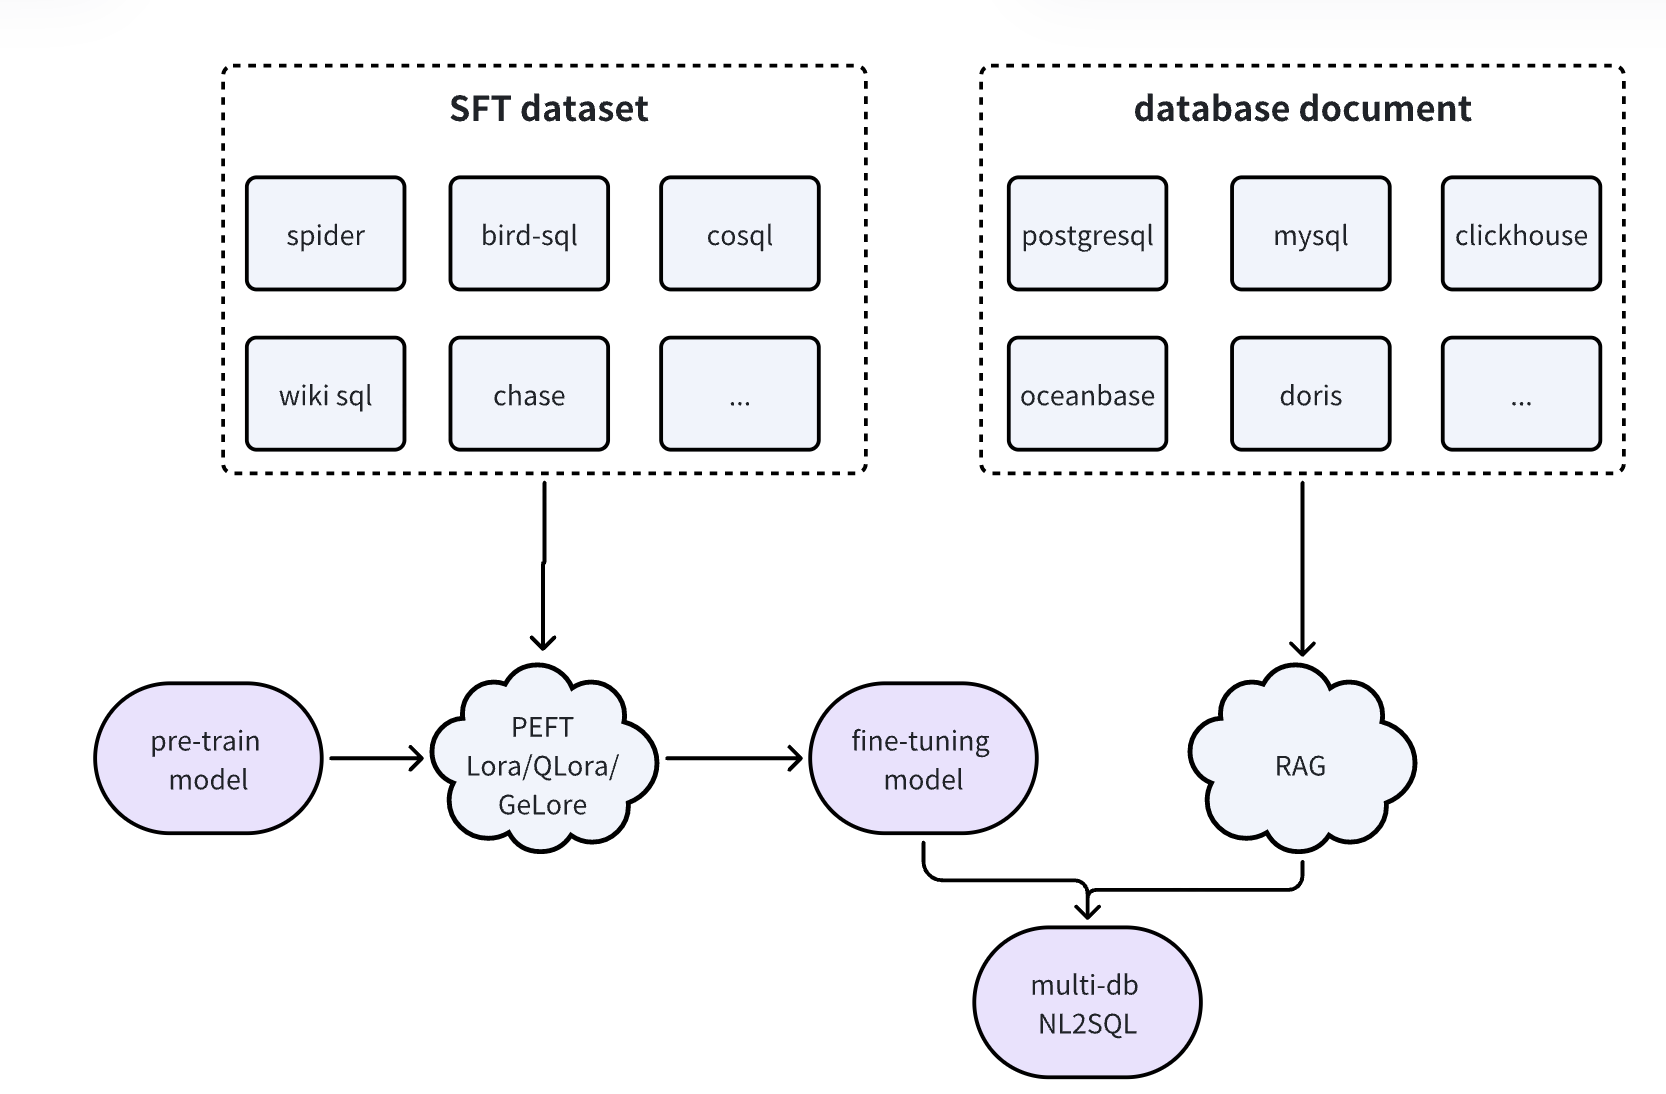 SFT dataset
spider
bird-sql
cosql
wiki sql
chase
...
database document
postgresql
mysql
clickhouse
oceanbase
doris
...
pre-train
model
PEFT
Lora/QLora/
GeLore
fine-tuning
model
RAG
multi-db
NL2SQL